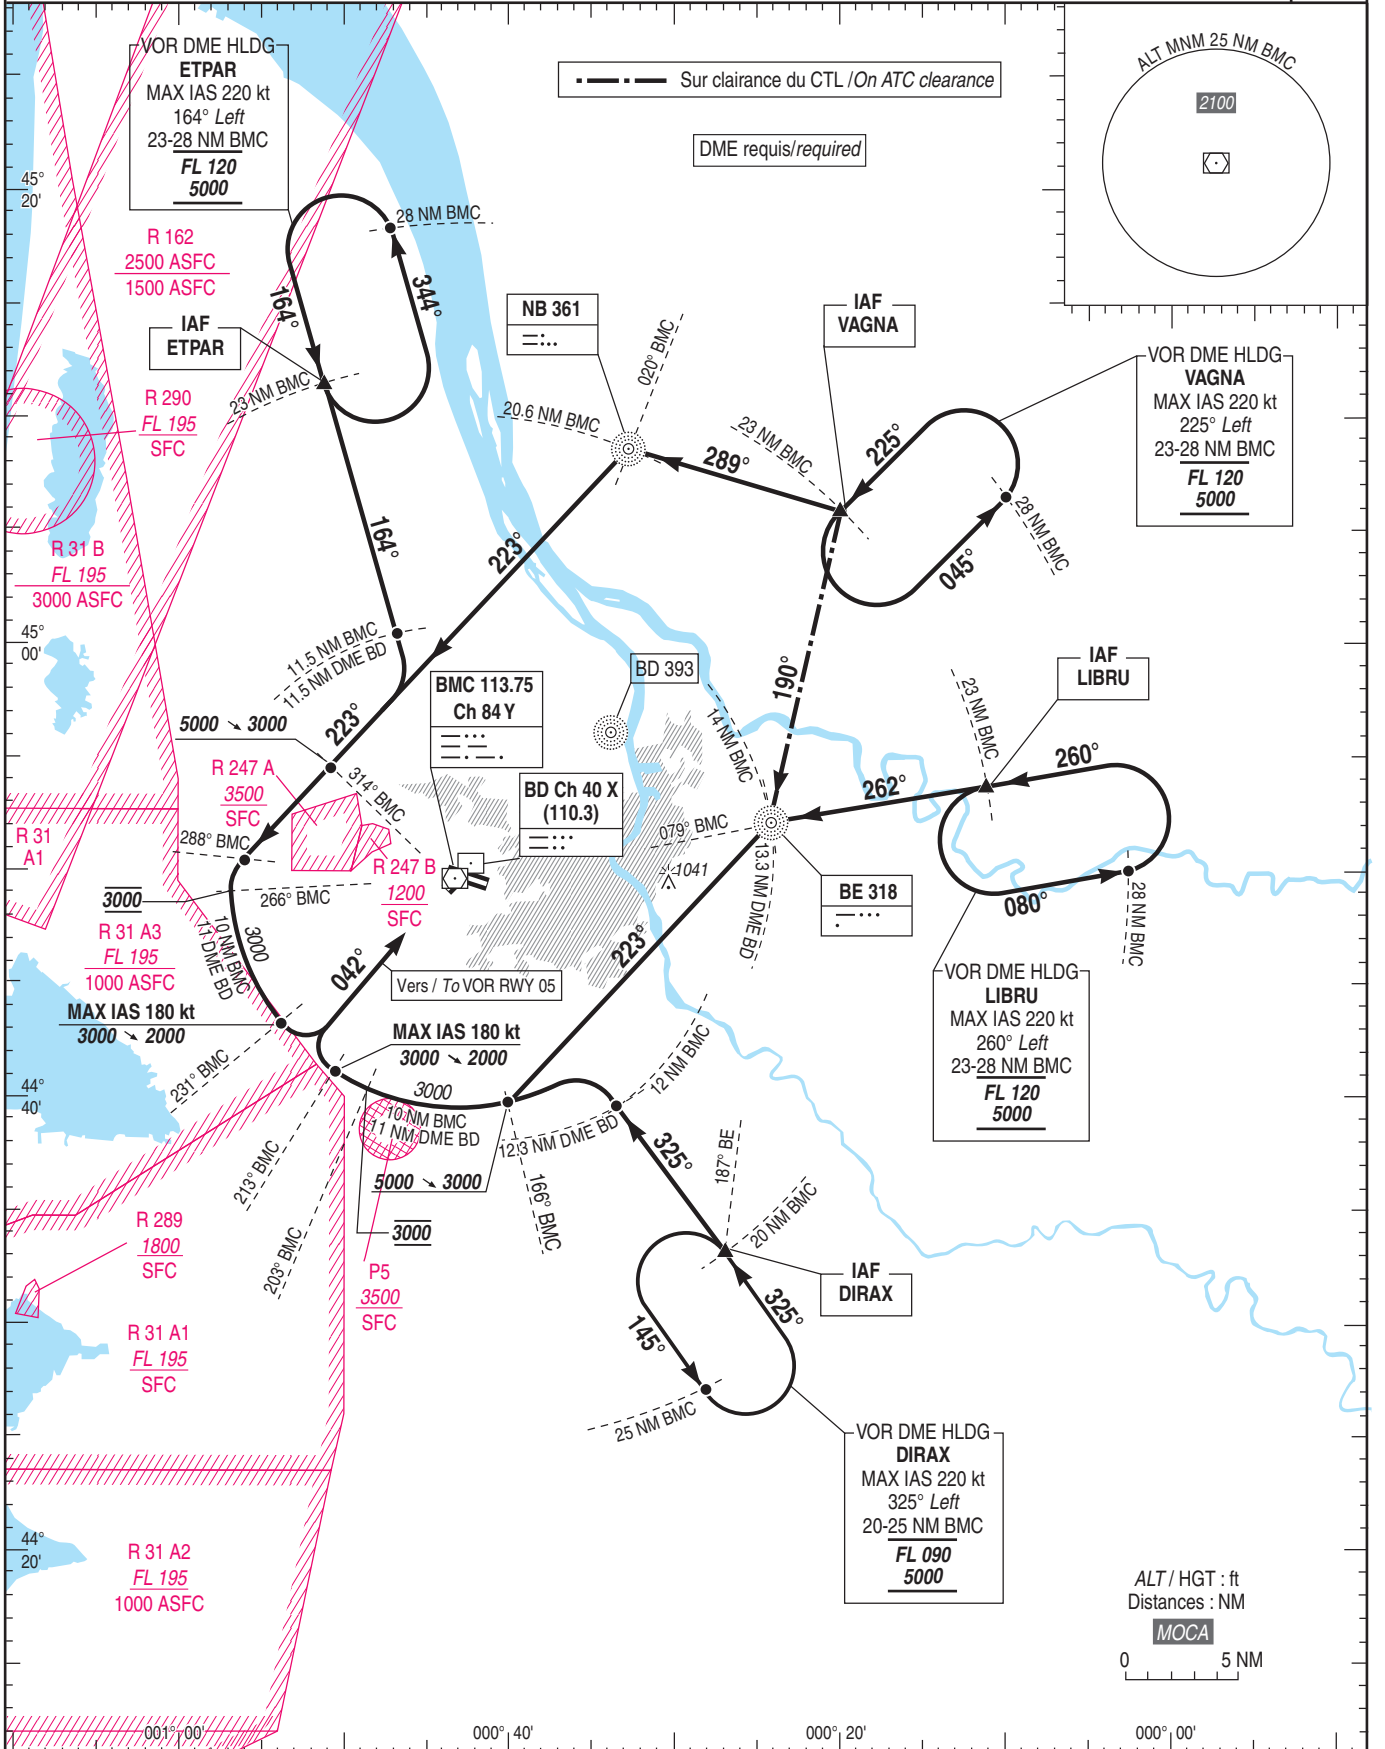 VOR DME HLDG
ETPAR
MAX IAS 220 kt
164° Left
23-28 NM BMC
FL 120
5000
Sur clairance du CTL / On ATC clearance
DME requis/required
ALT MNM 25 NM BMC
2100
45°
20'
28 NM BMC
R 162
2500 ASFC
1500 ASFC
164°
344°
IAF
ETPAR
23 NM BMC
NB 361
020° BMC
20.6 NM BMC
IAF
VAGNA
23 NM BMC
289°
225°
045°
28 NM BMC
VOR DME HLDG
VAGNA
MAX IAS 220 kt
225° Left
23-28 NM BMC
FL 120
5000
R 290
FL 195
SFC
R 31 B
FL 195
3000 ASFC
164°
223°
45°
00'
11.5 NM BMC
11.5 NM DME BD
BMC 113.75
Ch 84 Y
BD 393
190°
14 NM BMC
IAF
LIBRU
23 NM BMC
260°
262°
080°
28 NM BMC
5000 ↘ 3000
223°
314° BMC
R 247 A
3500
SFC
BD Ch 40 X
(110.3)
079° BMC
1041
13.3 NM DME BD
R 31
A1
288° BMC
R 247 B
1200
SFC
BE 318
3000
266° BMC
R 31 A3
FL 195
1000 ASFC
10 NM BMC
11 DME BD
3000
042°
Vers / To VOR RWY 05
223°
VOR DME HLDG
LIBRU
MAX IAS 220 kt
260° Left
23-28 NM BMC
FL 120
5000
MAX IAS 180 kt
3000 ↘ 2000
MAX IAS 180 kt
3000 ↘ 2000
231° BMC
44°
40'
3000
10 NM BMC
11 NM DME BD
12 NM BMC
12.3 NM DME BD
325°
187° BE
20 NM BMC
213° BMC
5000 ↘ 3000
166° BMC
203° BMC
3000
R 289
1800
SFC
P5
3500
SFC
IAF
DIRAX
325°
145°
25 NM BMC
R 31 A1
FL 195
SFC
VOR DME HLDG
DIRAX
MAX IAS 220 kt
325° Left
20-25 NM BMC
FL 090
5000
44°
20'
R 31 A2
FL 195
1000 ASFC
ALT / HGT : ft
Distances : NM
MOCA
0 5 NM
001° 00' 000° 40' 000° 20' 000° 00'